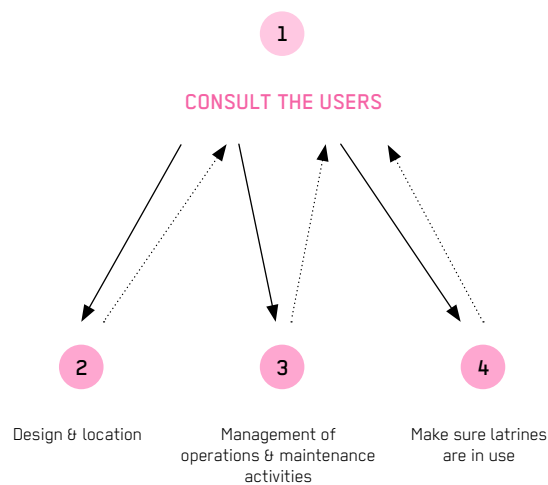 1
CONSULT THE USERS
2
3
4
Design & location
Management of
operations & maintenance
activities
Make sure latrines
are in use